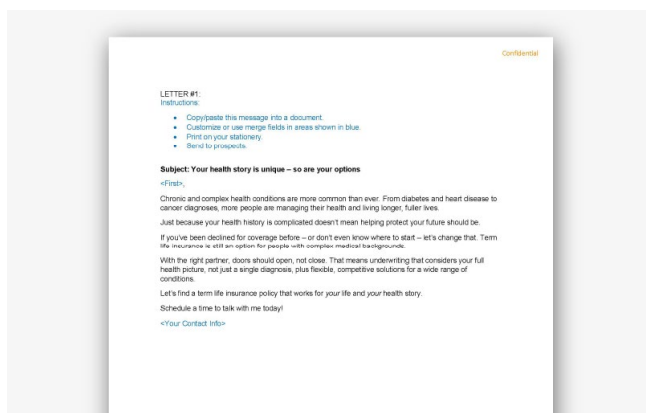 Confidential
LETTER #1:
Instructions:
• Copy/paste this message into a document.
• Customize or use merge fields in areas shown in blue.
• Print on your stationery.
• Send to prospects.
Subject: Your health story is unique – so are your options
<First>,
Chronic and complex health conditions are more common than ever. From diabetes and heart disease to
cancer diagnoses, more people are managing their health and living longer, fuller lives.
Just because your health history is complicated doesn't mean helping protect your future should be.
If you've been declined for coverage before – or don't even know where to start – let's change that. Term
life insurance is still an option for people with complex medical backgrounds.
With the right partner, doors should open, not close. That means underwriting that considers your full
health picture, not just a single diagnosis, plus flexible, competitive solutions for a wide range of
conditions.
Let's find a term life insurance policy that works for your life and your health story.
Schedule a time to talk with me today!
<Your Contact Info>